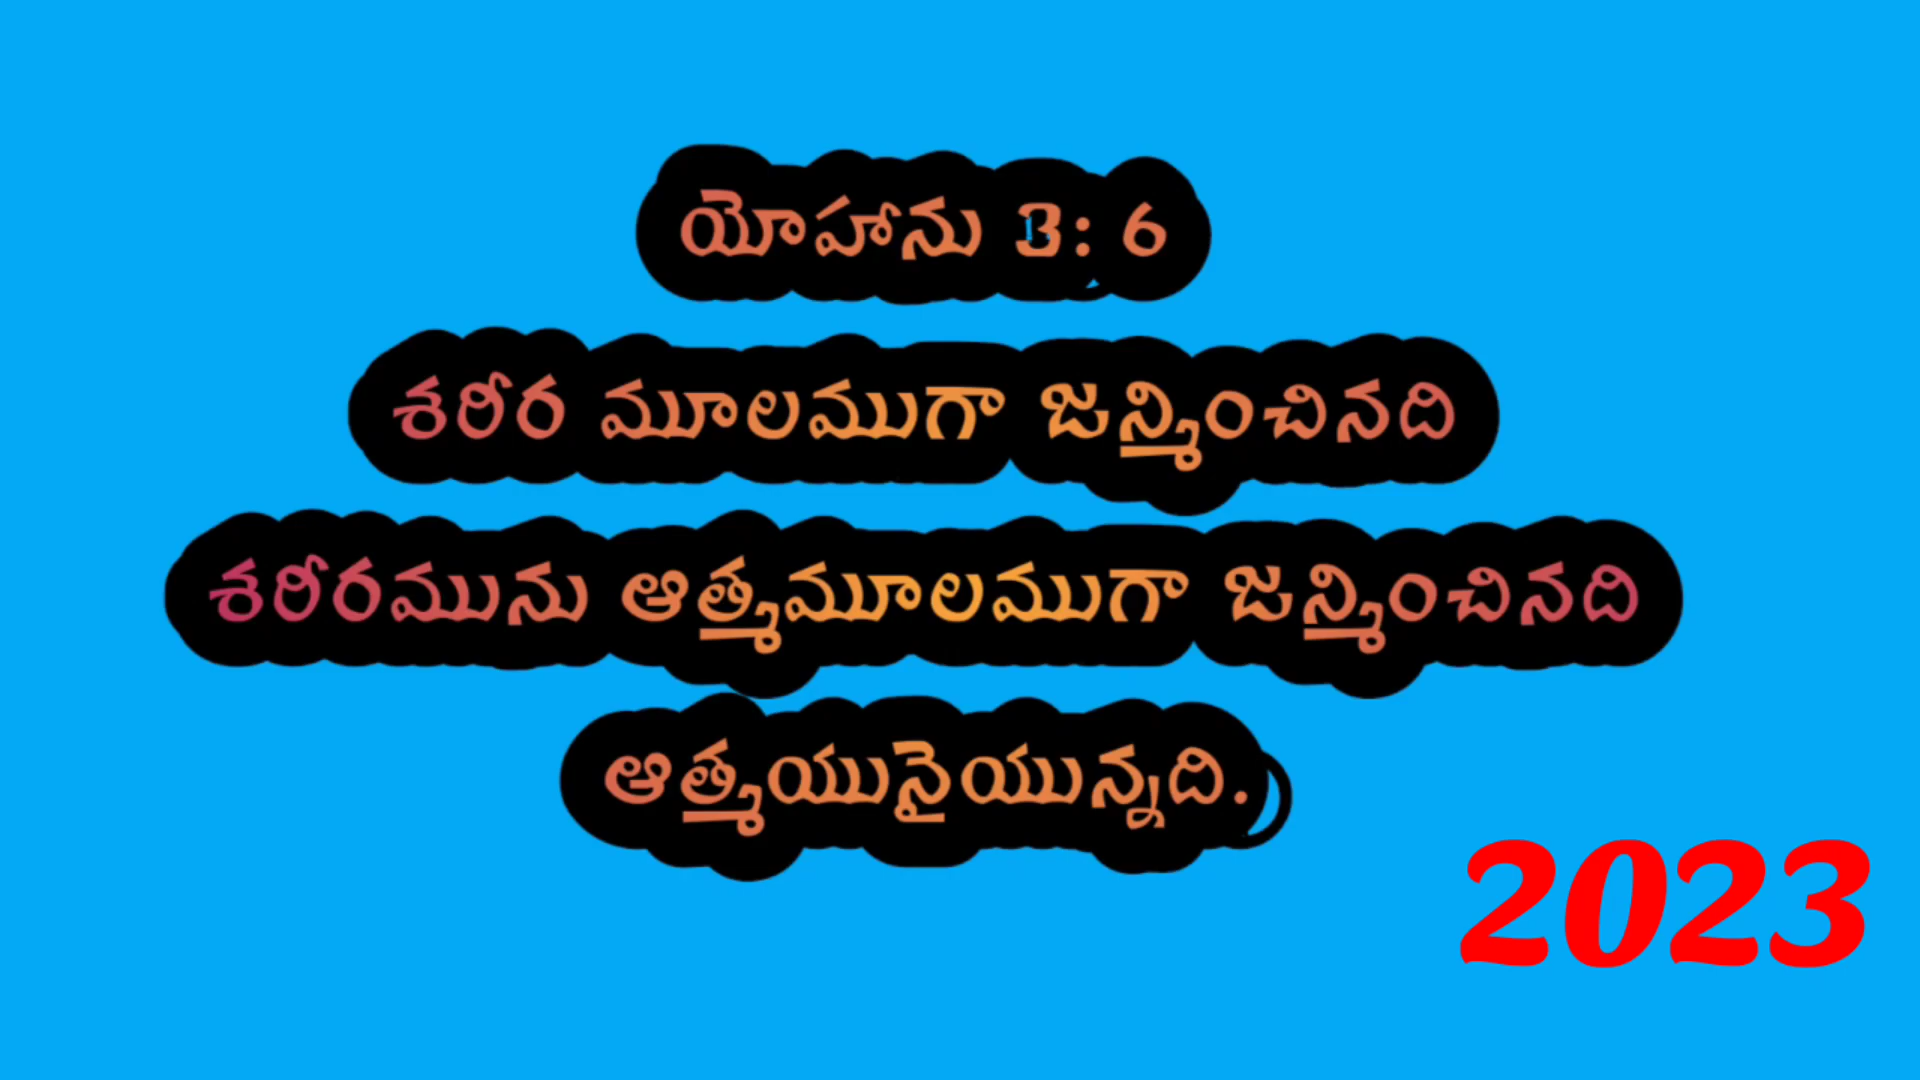 యోహాను 3: 6
శరీర మూలముగా జన్మించినది
శరీరమును ఆత్మమూలముగా జన్మించినది
ఆత్మయునైయున్నది.
2023